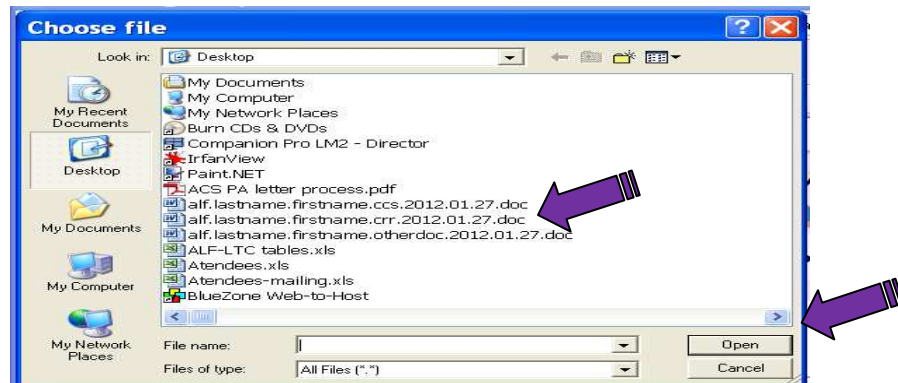 Choose file
Look in:
Desktop
My Recent
Documents
Desktop
My Documents
My Computer
My Network
Places
My Documents
My Computer
My Network Places
Burn CDs & DVDs
Companion Pro LM2 - Director
IrfanView
Paint.NET
ACS PA letter process.pdf
alf.lastname.firstname.ccs.2012.01.27.doc
alf.lastname.firstname.crr.2012.01.27.doc
alf.lastname.firstname.otherdoc.2012.01.27.doc
ALF-LTC tables.xls
Atendees.xls
Atendees-mailing.xls
BlueZone Web-to-Host
File name:
Open
Files of type:
All Files (*.*)
Cancel